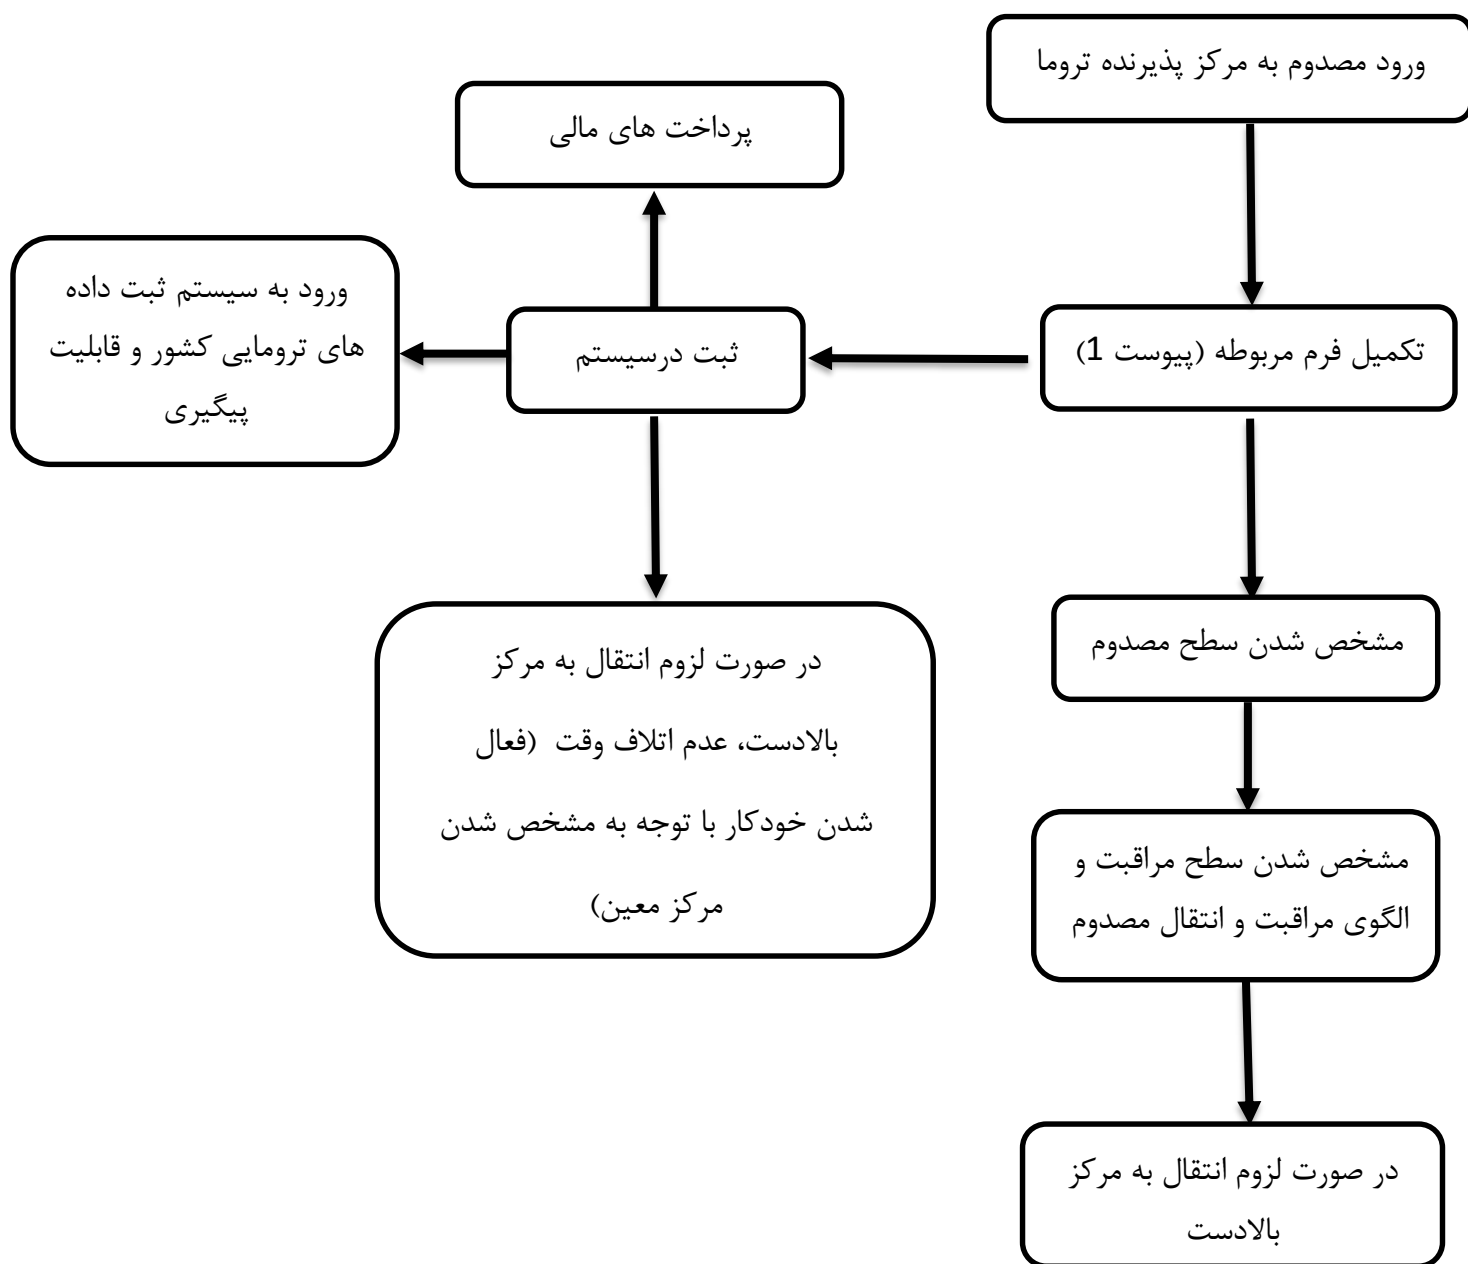 ورود مصدوم به مرکز پذیرنده تروما
پرداخت های مالی
تکمیل فرم مربوطه (پیوست 1)
ثبت درسیستم
ورود به سیستم ثبت داده
های ترومایی کشور و قابلیت
پیگیری
مشخص شدن سطح مصدوم
در صورت لزوم انتقال به مرکز
بالادست، عدم اتلاف وقت (فعال
شدن خودکار با توجه به مشخص شدن
مرکز معین)
مشخص شدن سطح مراقبت و
الگوی مراقبت و انتقال مصدوم
در صورت لزوم انتقال به مرکز
بالادست